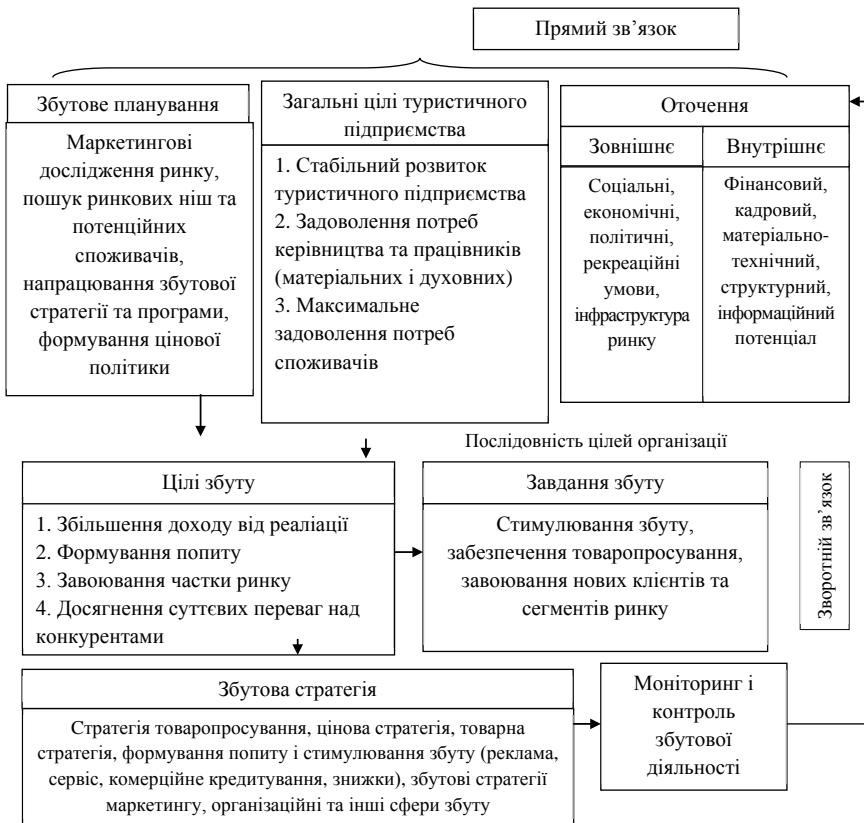 Прямий зв’язок
Збутове планування
Маркетингові
дослідження ринку,
пошук ринкових ніш та
потенційних
споживачів,
напрацювання збутової
стратегії та програми,
формування цінової
політики
Загальні цілі туристичного
підприємства
1. Стабільний розвиток
туристичного підприємства
2. Задоволення потреб
керівництва та працівників
(матеріальних і духовних)
3. Максимальне
задоволення потреб
споживачів
Оточення
Зовнішнє
Соціальні,
економічні,
політичні,
рекреаційні
умови,
інфраструктура
ринку
Внутрішнє
Фінансовий,
кадровий,
матеріально-
технічний,
структурний,
інформаційний
потенціал
Послідовність цілей організації
Цілі збуту
1. Збільшення доходу від реаліації
2. Формування попиту
3. Завоювання частки ринку
4. Досягнення суттєвих переваг над
конкурентами
Завдання збуту
Стимулювання збуту,
забезпечення товаропросування,
завоювання нових клієнтів та
сегментів ринку
Зворотній зв’язок
Збутова стратегія
Стратегія товаропросування, цінова стратегія, товарна
стратегія, формування попиту і стимулювання збуту (реклама,
сервіс, комерційне кредитування, знижки), збутові стратегії
маркетингу, організаційні та інші сфери збуту
Моніторинг і
контроль
збутової
діяльності